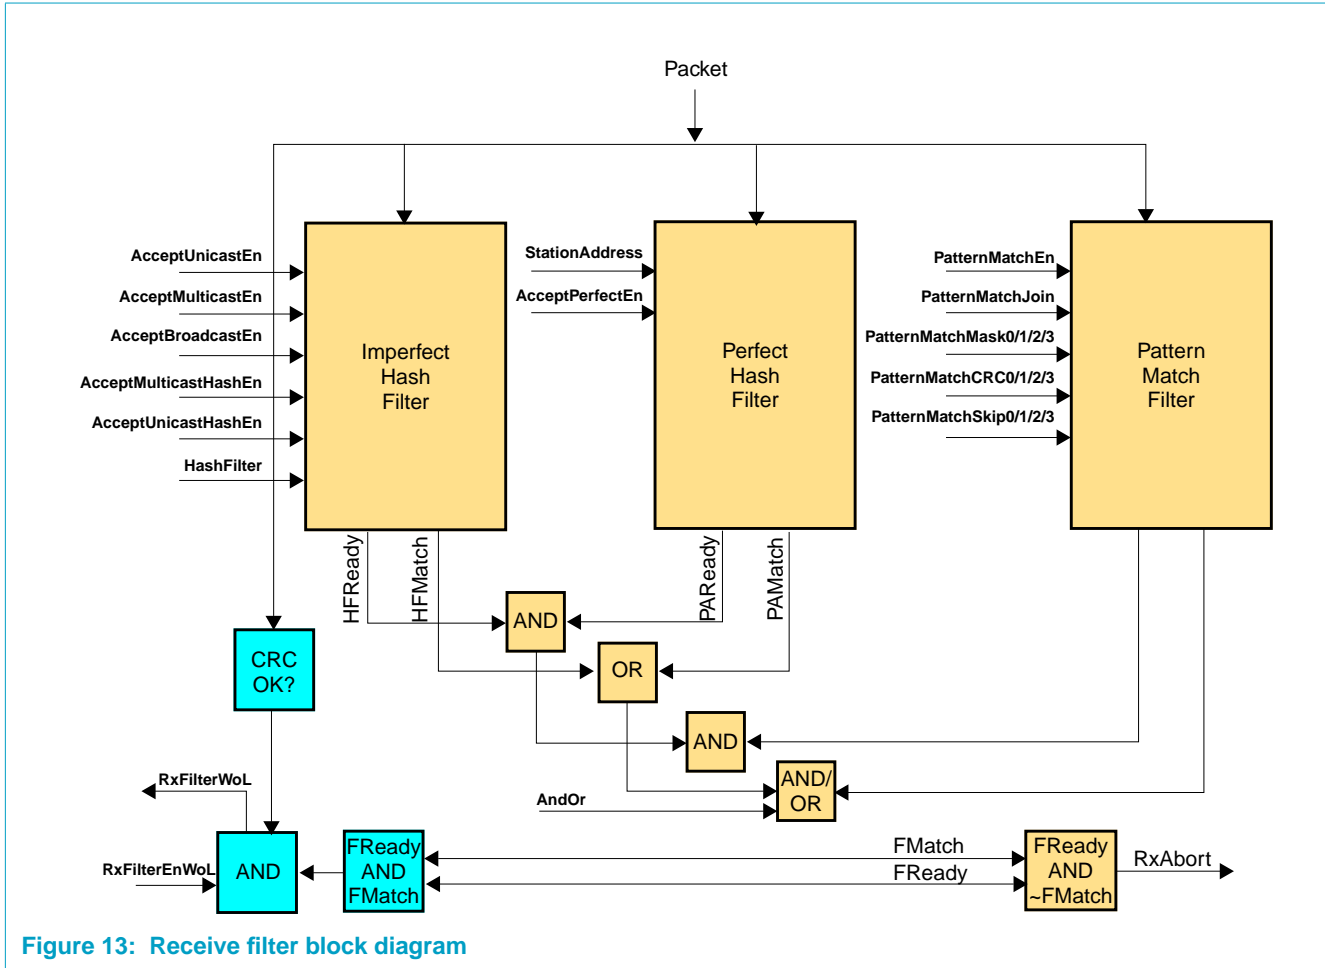 Packet
AcceptUnicastEn
AcceptMulticastEn
AcceptBroadcastEn
AcceptMulticastHashEn
AcceptUnicastHashEn
HashFilter
Imperfect
Hash
Filter
StationAddress
AcceptPerfectEn
Perfect
Hash
Filter
PatternMatchEn
PatternMatchJoin
PatternMatchMask0/1/2/3
PatternMatchCRC0/1/2/3
PatternMatchSkip0/1/2/3
Pattern
Match
Filter
HFReady
HFMatch
PAReady
PAMatch
AND
OR
CRC
OK?
AND
AND/
OR
AndOr
RxFilterWoL
RxFilterEnWoL
AND
FReady
AND
FMatch
FMatch
FReady
FReady
AND
~FMatch
RxAbort
Figure 13: Receive filter block diagram